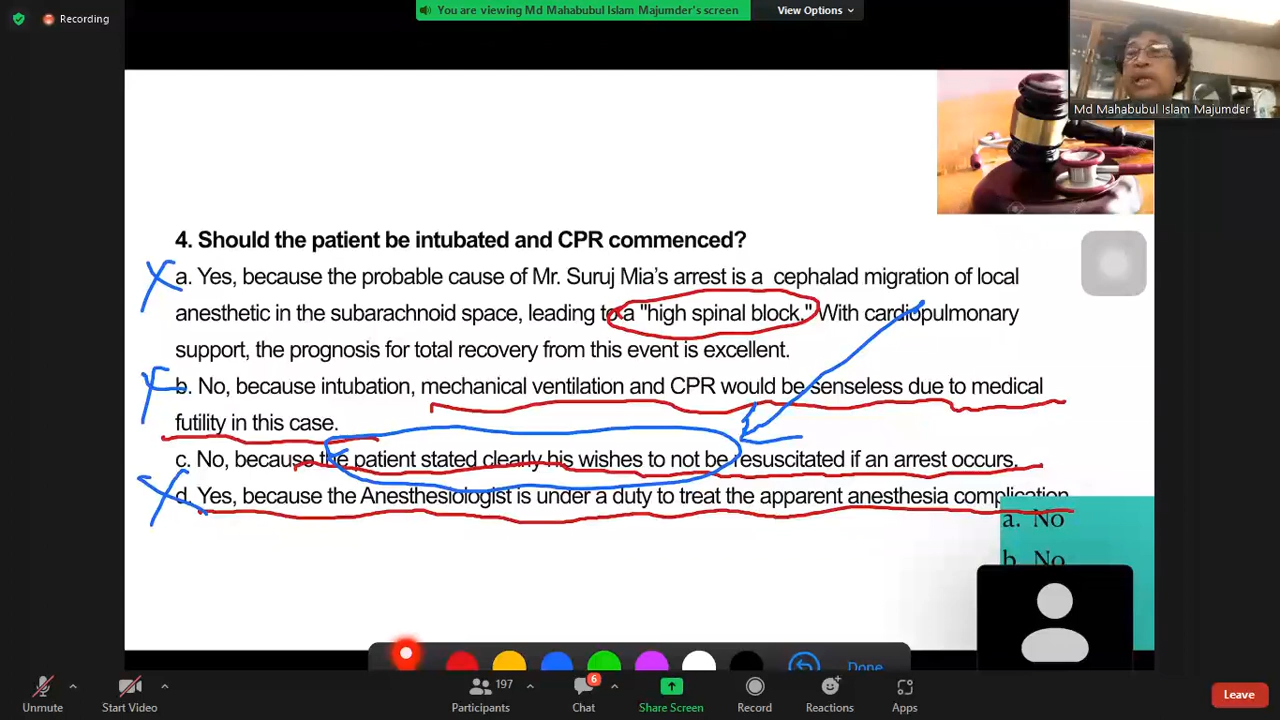 Recording
You are viewing Md Mahabubul Islam Majumder's screen
View Options
Md Mahabubul Islam Majumder
4. Should the patient be intubated and CPR commenced?
a. Yes, because the probable cause of Mr. Suruj Mia's arrest is a cephalad migration of local
anesthetic in the subarachnoid space, leading to a "high spinal block." With cardiopulmonary
support, the prognosis for total recovery from this event is excellent.
b. No, because intubation, mechanical ventilation and CPR would be senseless due to medical
futility in this case.
c. No, because the patient stated clearly his wishes to not be resuscitated if an arrest occurs.
d. Yes, because the Anesthesiologist is under a duty to treat the apparent anesthesia complication
a. No
b. No
Done
Unmute
Start Video
197
Participants
6
Chat
Share Screen
Record
Reactions
Apps
Leave